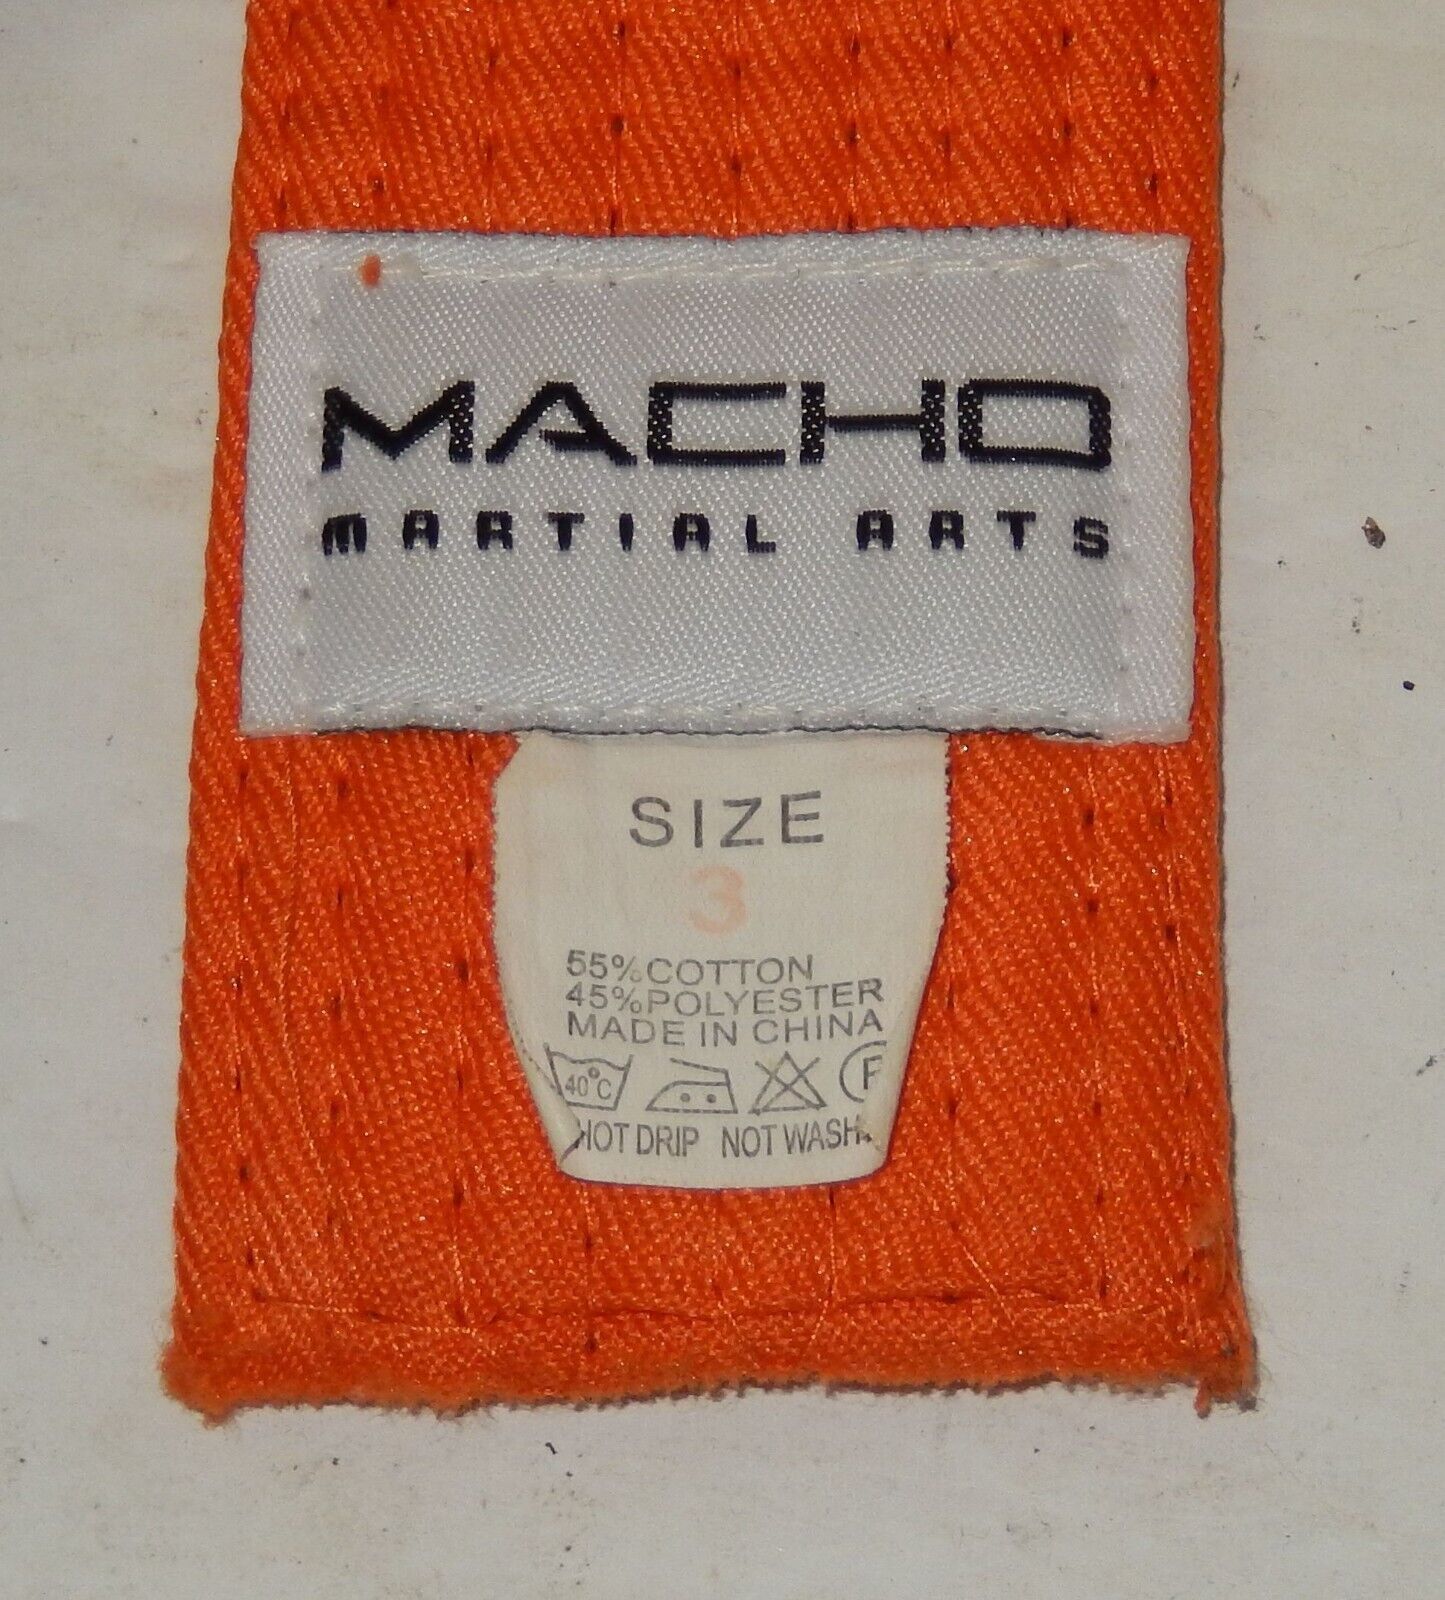 MACHO
MARTIAL ARTS
SIZE
3
55%COTTON
45%POLYESTER
MADE IN CHINA
40°C F
HOT DRIP NOT WASH